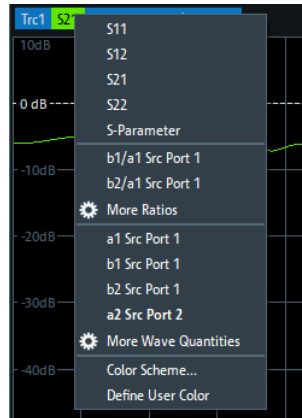 Trc1 S21
S11
S12
S21
S22
S-Parameter
b1/a1 Src Port 1
b2/a1 Src Port 1
More Ratios
a1 Src Port 1
b1 Src Port 1
b2 Src Port 1
a2 Src Port 2
More Wave Quantities
Color Scheme...
Define User Color
10dB
0 dB
-10dB
-20dB
-30dB
-40dB